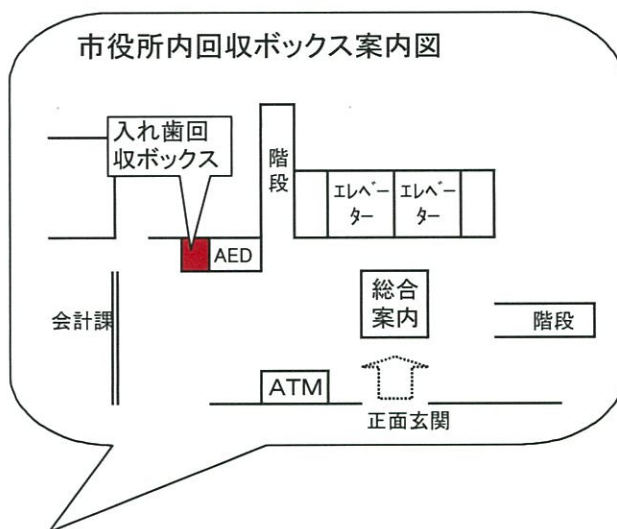 市役所内回収ボックス案内図
入れ歯回
収ボックス
階
段
エレベー
ター
エレベー
ター
AED
会計課
総合
案内
階段
ATM
正面玄関